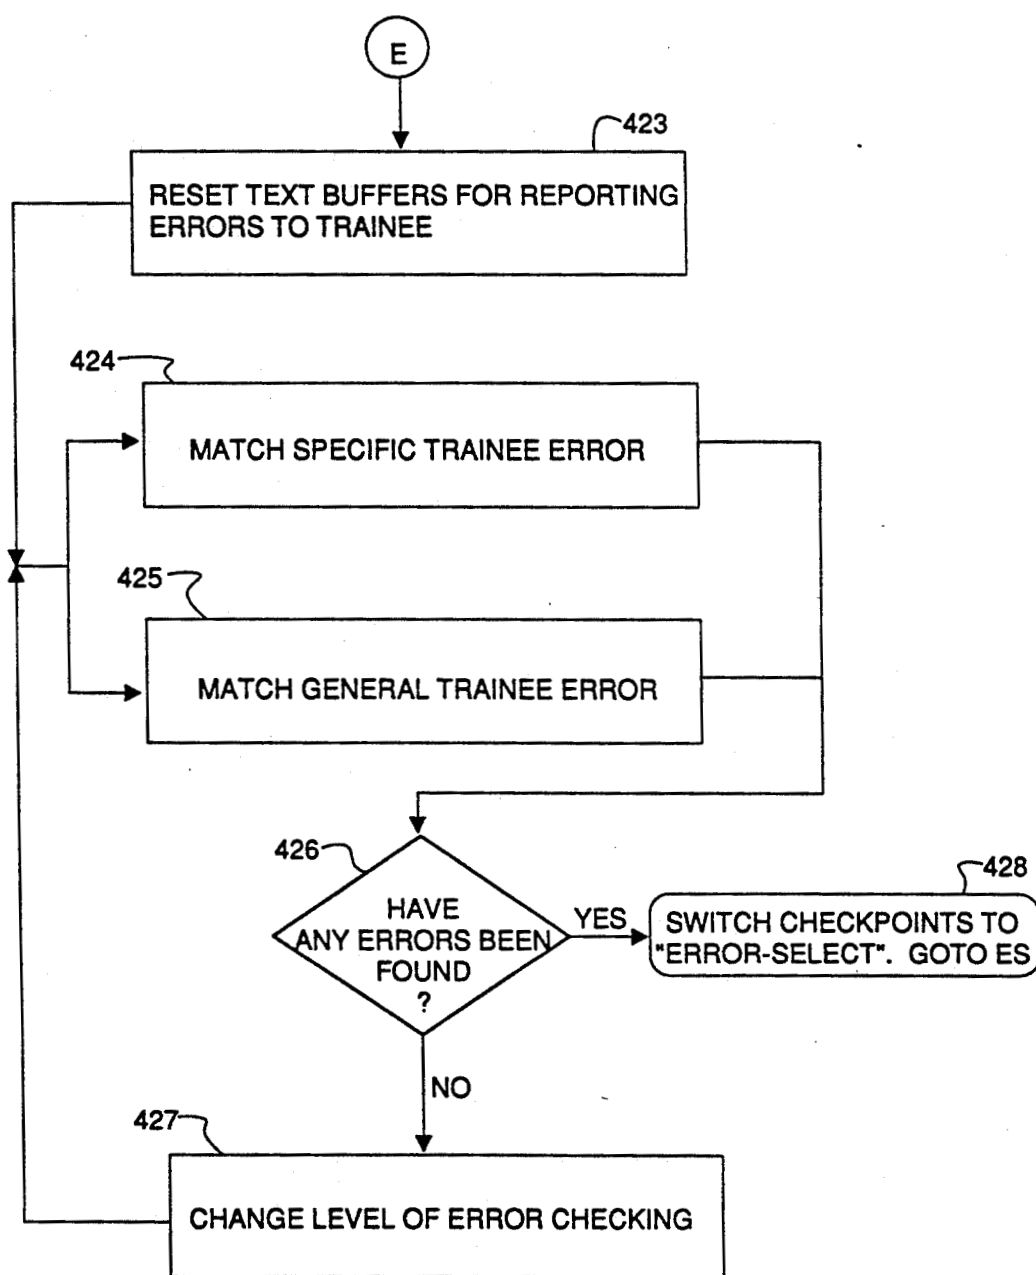 E
423
RESET TEXT BUFFERS FOR REPORTING
ERRORS TO TRAINEE
424
MATCH SPECIFIC TRAINEE ERROR
425
MATCH GENERAL TRAINEE ERROR
426
HAVE
ANY ERRORS BEEN
FOUND
?
YES
428
SWITCH CHECKPOINTS TO
"ERROR-SELECT". GOTO ES
NO
427
CHANGE LEVEL OF ERROR CHECKING